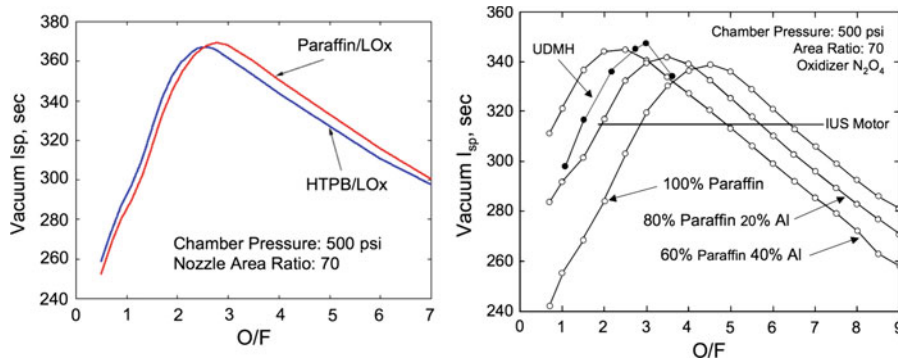 380
360
340
320
300
280
260
240
Vacuum Isp, sec
Paraffin/LOx
HTPB/LOx
Chamber Pressure: 500 psi
Nozzle Area Ratio: 70
0 1 2 3 4 5 6 7
O/F
360
340
320
300
280
260
240
Vacuum Isp, sec
Chamber Pressure: 500 psi
Area Ratio: 70
Oxidizer N2O4
UDMH
IUS Motor
100% Paraffin
80% Paraffin 20% Al
60% Paraffin 40% Al
0 1 2 3 4 5 6 7 8 9
O/F